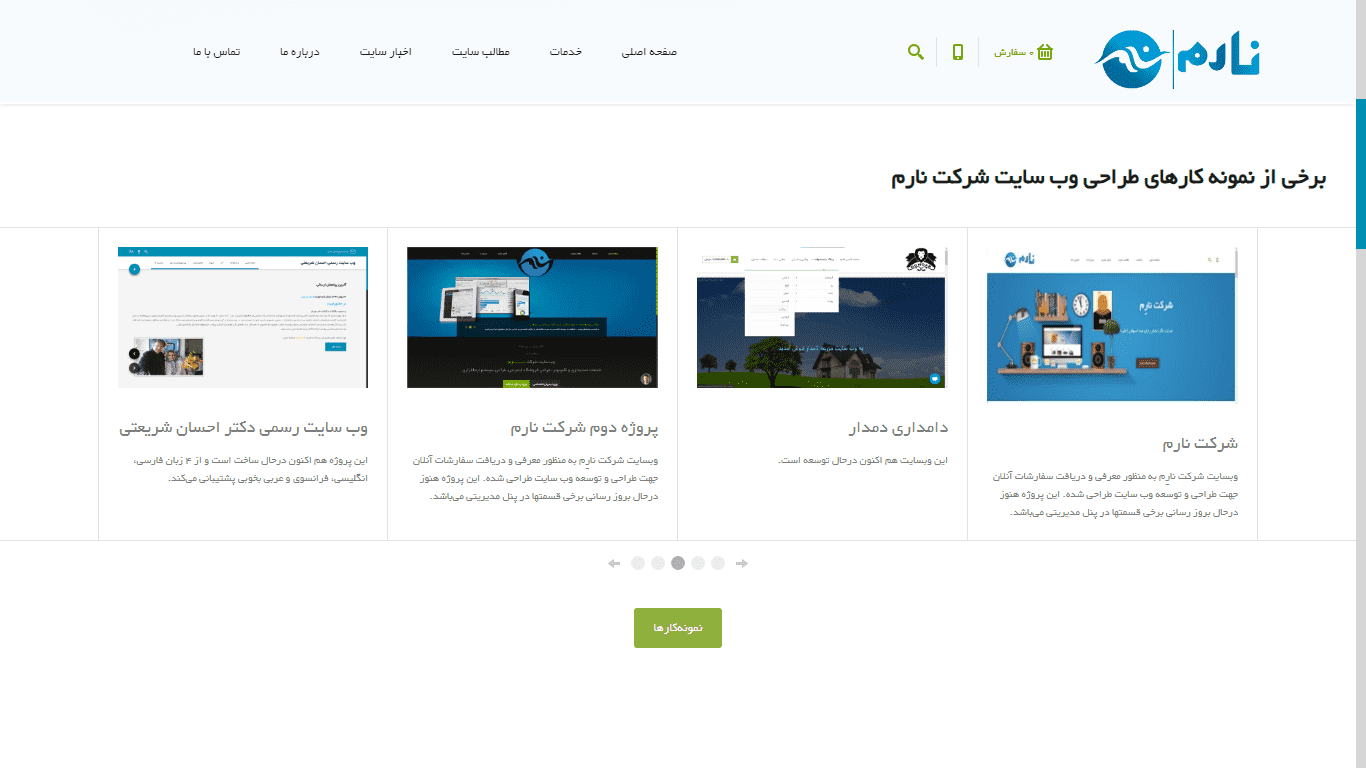 نارم
۰ سفارش
صفحه اصلی
خدمات
مطالب سایت
اخبار سایت
درباره ما
تماس با ما
برخی از نمونه کارهای طراحی وب سایت شرکت نارم
نارم
شرکت نارم
شرکت نارم
وبسایت شرکت نارِم به منظور معرفی و دریافت سفارشات آنلان
جهت طراحی و توسعه وب سایت طراحی شده. این پروژه هنوز
درحال بروز رسانی برخی قسمتها در پنل مدیریتی می‌باشد.
دامداری دمدار
این وبسایت هم اکنون درحال توسعه است.
پروژه دوم شرکت نارم
وبسایت شرکت نارِم به منظور معرفی و دریافت سفارشات آنلان
جهت طراحی و توسعه وب سایت طراحی شده. این پروژه هنوز
درحال بروز رسانی برخی قسمتها در پنل مدیریتی می‌باشد.
وب سایت رسمی احسان شریعتی
وب سایت رسمی دکتر احسان شریعتی
این پروژه هم اکنون درحال ساخت است و از ۴ زبان فارسی،
انگلیسی، فرانسوی و عربی بخوبی پشتیبانی می‌کند.
نمونه‌کارها